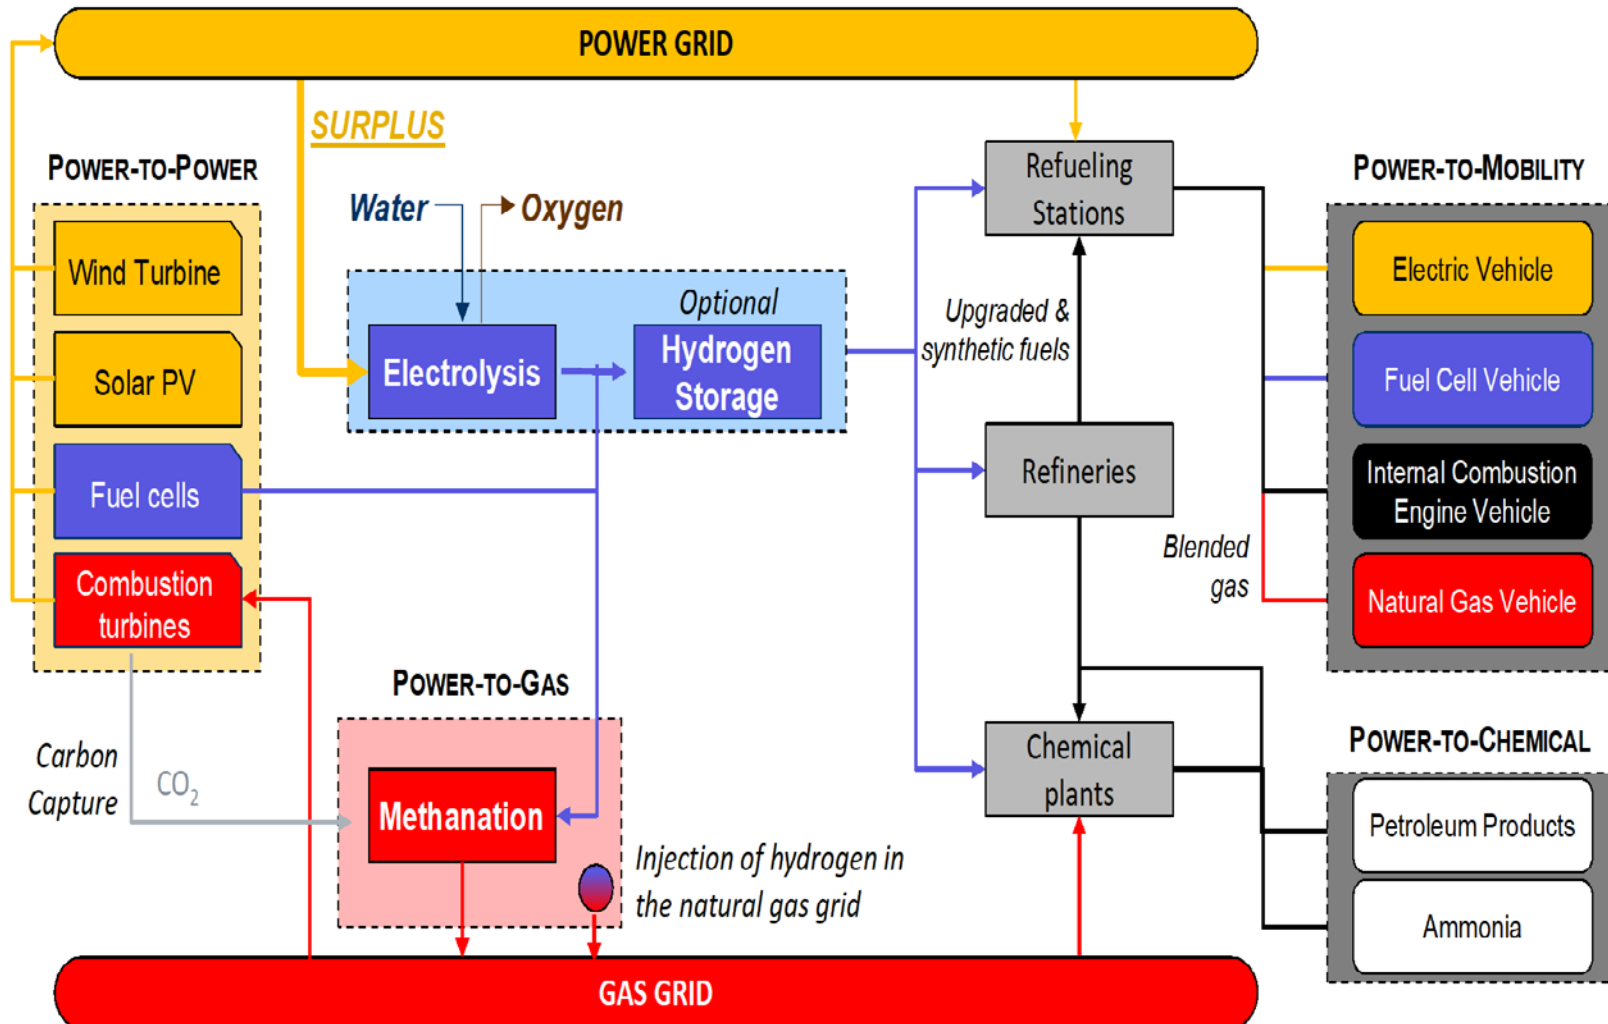 POWER GRID
SURPLUS
POWER-TO-POWER
Wind Turbine
Solar PV
Fuel cells
Combustion
turbines
Water
Oxygen
Optional
Electrolysis
Hydrogen
Storage
Refueling
Stations
Upgraded &
synthetic fuels
Refineries
Chemical
plants
POWER-TO-MOBILITY
Electric Vehicle
Fuel Cell Vehicle
Internal Combustion
Engine Vehicle
Natural Gas Vehicle
Blended
gas
POWER-TO-CHEMICAL
Petroleum Products
Ammonia
Carbon
Capture
CO2
POWER-TO-GAS
Methanation
Injection of hydrogen in
the natural gas grid
GAS GRID